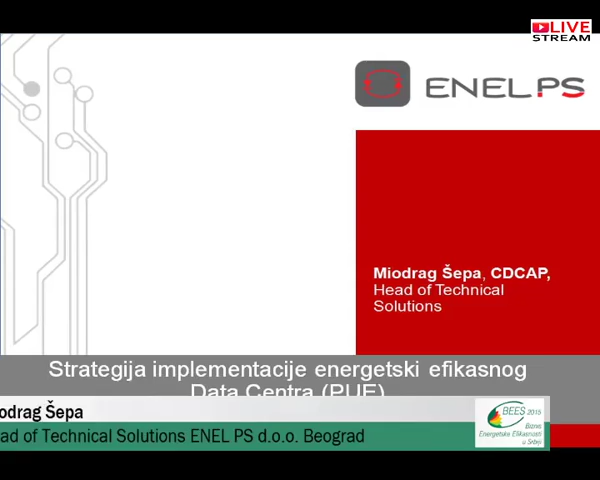 LIVE
STREAM
ENEL PS
Miodrag Šepa, CDCAP,
Head of Technical
Solutions
Strategija implementacije energetski efikasnog
Data Centra (PUE)
odrag Šepa
ad of Technical Solutions ENEL PS d.o.o. Beograd
BEES 2015
Biznis
Energetske Efikasnosti
u Srbiji